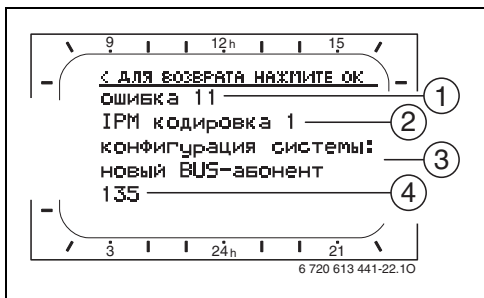 9 12h 15
< ДЛЯ ВОЗВРАТА НАЖМИТЕ ОК
ошибка 11
1
IPM кодировка 1
2
конфигурация системы:
3
новый BUS-абонент
135
4
3 24h 21
6 720 613 441-22.1O